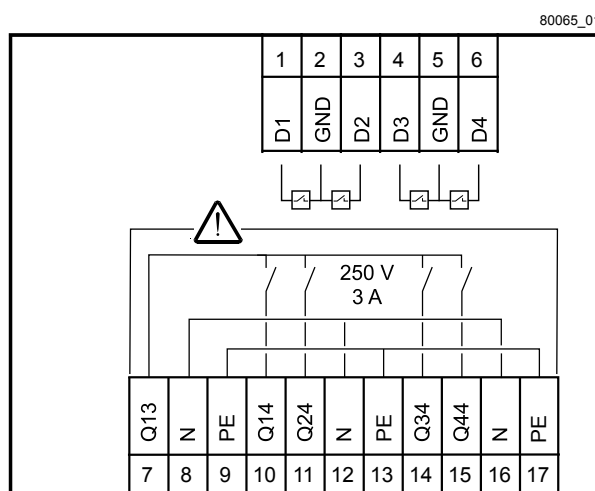 80065_01
1 2 3 4 5 6
D1 GND D2 D3 GND D4
250 V
3 A
Q13 N PE Q14 Q24 N PE Q34 Q44 N PE
7 8 9 10 11 12 13 14 15 16 17